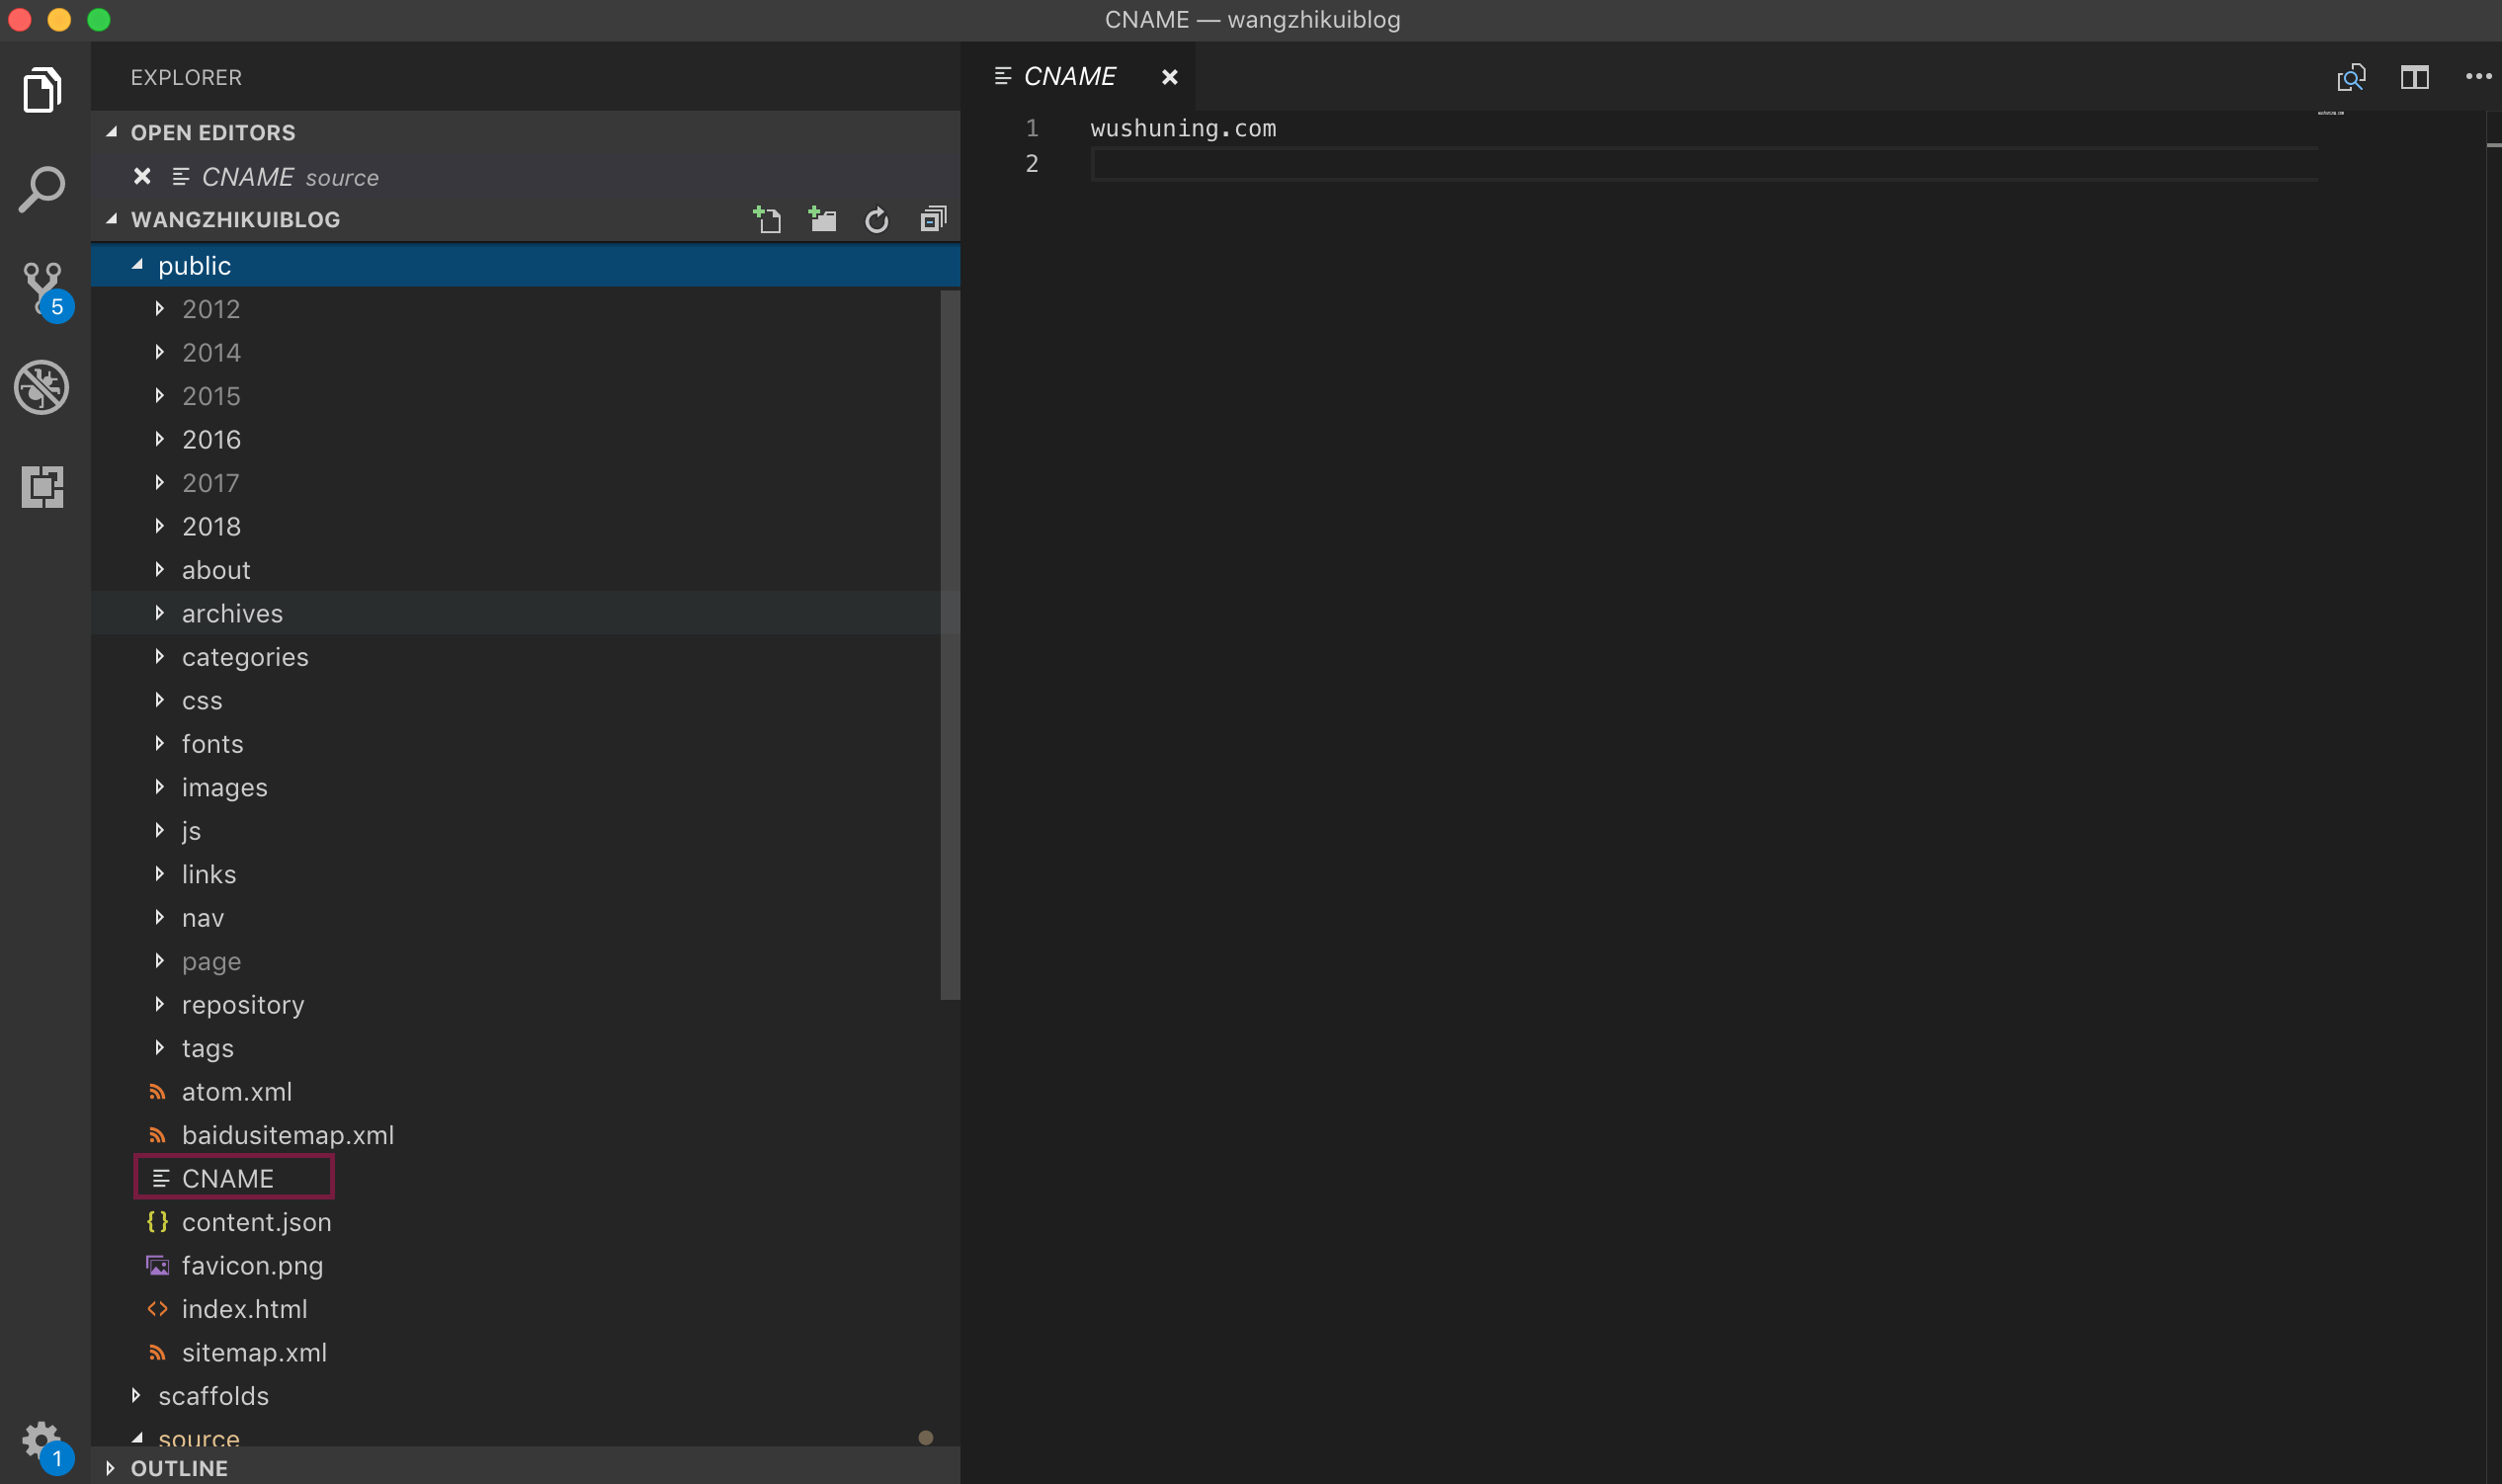 CNAME — wangzhikuiblog
EXPLORER
OPEN EDITORS
CNAME source
WANGZHIKUIBLOG
public
2012
2014
2015
2016
2017
2018
about
archives
categories
css
fonts
images
js
links
nav
page
repository
tags
atom.xml
baidusitemap.xml
CNAME
content.json
favicon.png
index.html
sitemap.xml
scaffolds
source
OUTLINE
5
1
CNAME
1 wushuning.com
2